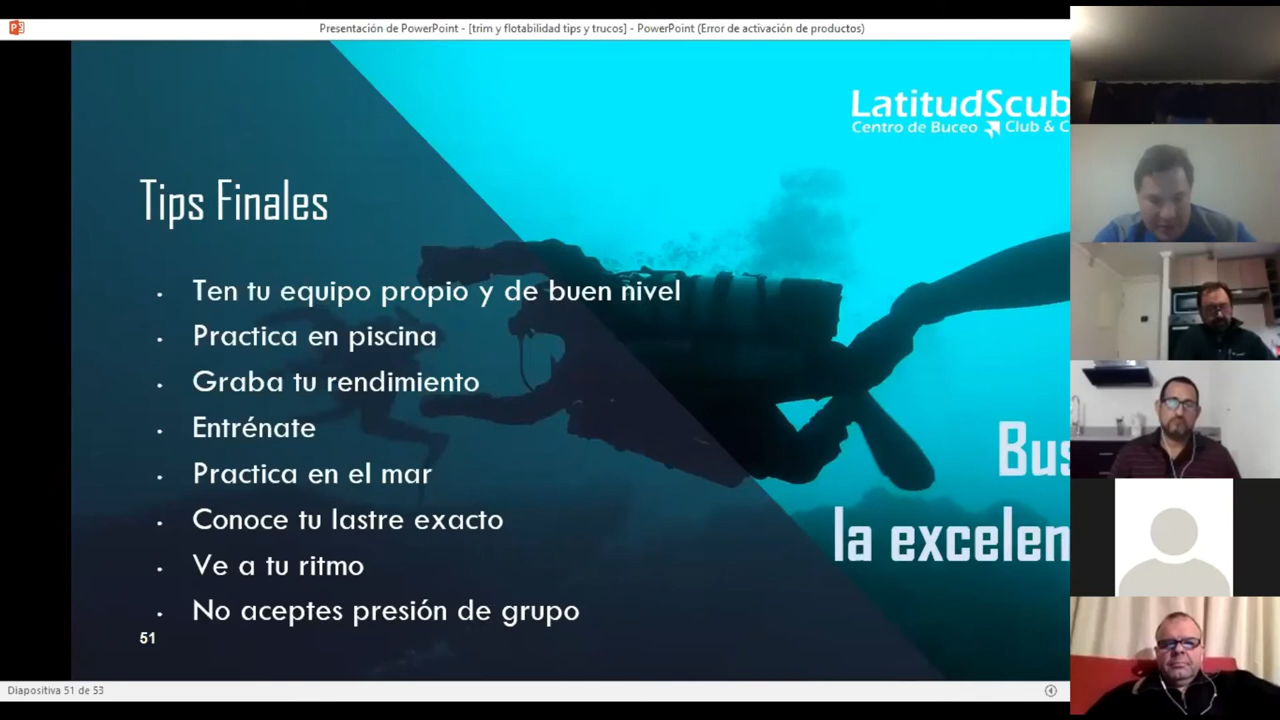 Presentación de PowerPoint - [trim y flotabilidad tips y trucos] - PowerPoint (Error de activación de productos)
LatitudScub
Centro de Buceo Club & C
Tips Finales
. Ten tu equipo propio y de buen nivel
. Practica en piscina
. Graba tu rendimiento
. Entrénate
. Practica en el mar
. Conoce tu lastre exacto
. Ve a tu ritmo
. No aceptes presión de grupo
Bus
la excelen
51
Diapositiva 51 de 53